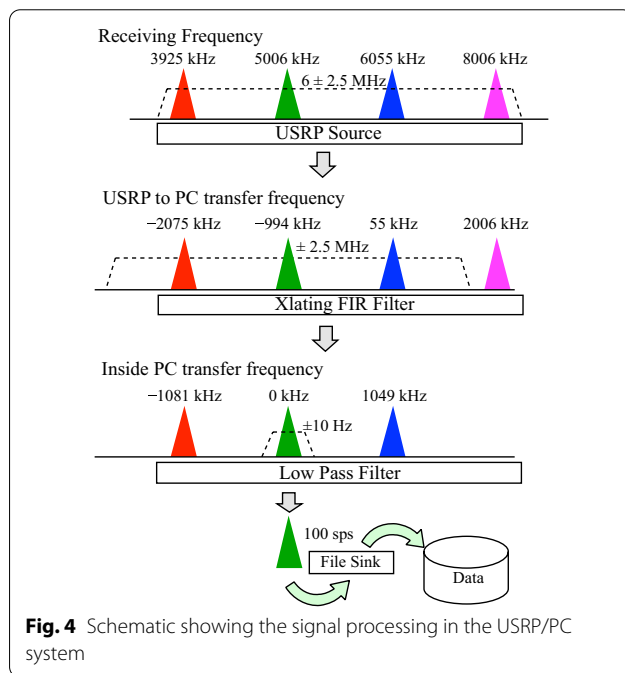 Receiving Frequency
3925 kHz 5006 kHz 6055 kHz 8006 kHz
6 ± 2.5 MHz
USRP Source
USRP to PC transfer frequency
−2075 kHz −994 kHz 55 kHz 2006 kHz
± 2.5 MHz
Xlating FIR Filter
Inside PC transfer frequency
−1081 kHz 0 kHz 1049 kHz
±10 Hz
Low Pass Filter
100 sps
File Sink
Data
Fig. 4 Schematic showing the signal processing in the USRP/PC
system